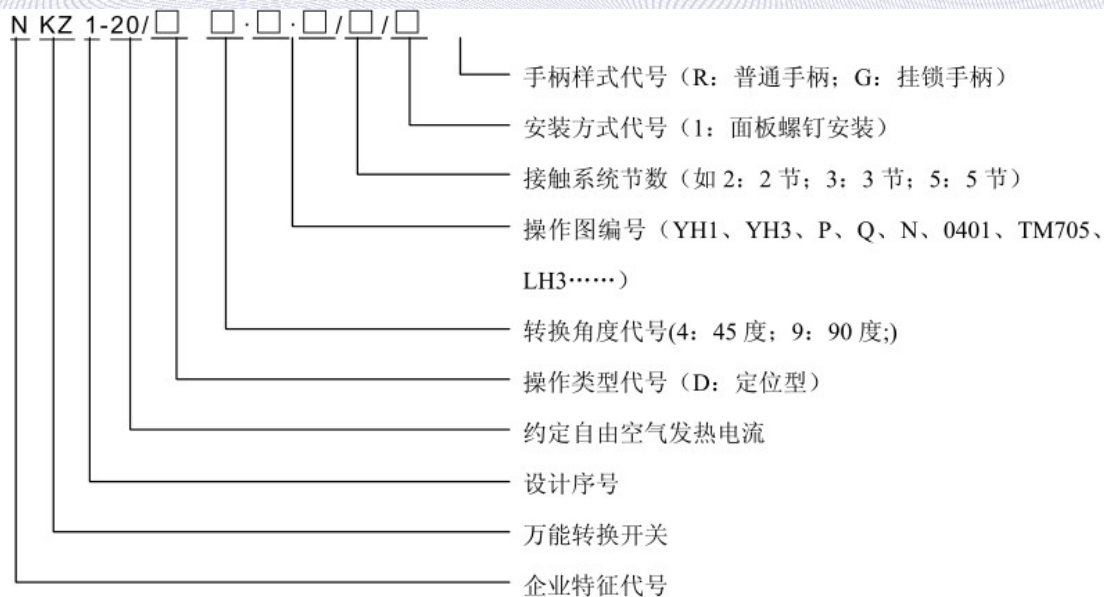 N KZ 1-20/□ □·□·□/□/□
手柄样式代号（R：普通手柄；G：挂锁手柄）
安装方式代号（1：面板螺钉安装）
接触系统节数（如 2：2 节；3：3 节；5：5 节）
操作图编号（YH1、YH3、P、Q、N、0401、TM705、
LH3……）
转换角度代号(4：45 度；9：90 度;)
操作类型代号（D：定位型）
约定自由空气发热电流
设计序号
万能转换开关
企业特征代号